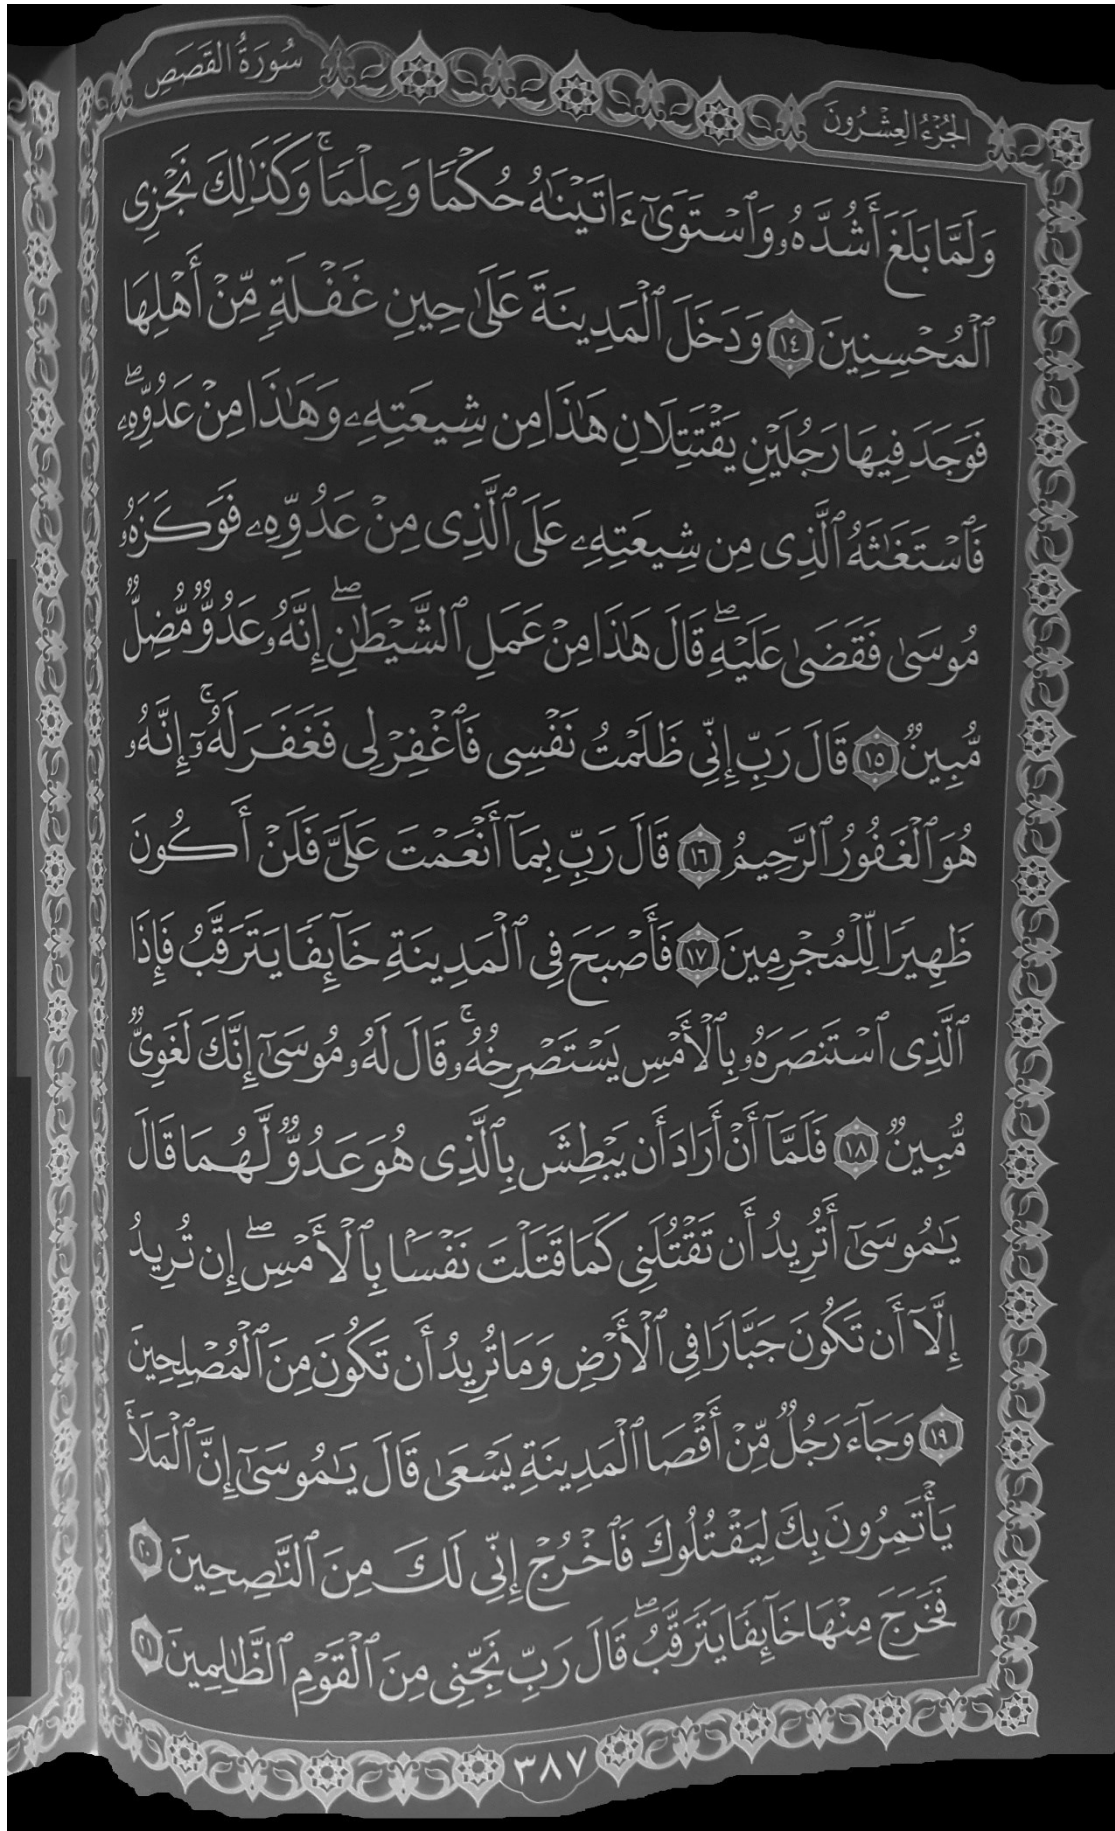 الجُزْءُ العِشْرُونَ
سُورَةُ القَصَصِ
وَلَمَّا بَلَغَ أَشُدَّهُۥ وَٱسْتَوَىٰٓ ءَاتَيْنَٰهُ حُكْمًا وَعِلْمًاۚ وَكَذَٰلِكَ نَجْزِى
ٱلْمُحْسِنِينَ ١٤ وَدَخَلَ ٱلْمَدِينَةَ عَلَىٰ حِينِ غَفْلَةٍ مِّنْ أَهْلِهَا
فَوَجَدَ فِيهَا رَجُلَيْنِ يَقْتَتِلَانِ هَٰذَا مِن شِيعَتِهِۦ وَهَٰذَا مِنْ عَدُوِّهِۦۖ
فَٱسْتَغَٰثَهُ ٱلَّذِى مِن شِيعَتِهِۦ عَلَى ٱلَّذِى مِنْ عَدُوِّهِۦ فَوَكَزَهُۥ
مُوسَىٰ فَقَضَىٰ عَلَيْهِۖ قَالَ هَٰذَا مِنْ عَمَلِ ٱلشَّيْطَٰنِۖ إِنَّهُۥ عَدُوٌّ مُّضِلٌّ
مُّبِينٌ ١٥ قَالَ رَبِّ إِنِّى ظَلَمْتُ نَفْسِى فَٱغْفِرْ لِى فَغَفَرَ لَهُۥٓۚ إِنَّهُۥ
هُوَ ٱلْغَفُورُ ٱلرَّحِيمُ ١٦ قَالَ رَبِّ بِمَآ أَنْعَمْتَ عَلَىَّ فَلَنْ أَكُونَ
ظَهِيرًا لِّلْمُجْرِمِينَ ١٧ فَأَصْبَحَ فِى ٱلْمَدِينَةِ خَآئِفًا يَتَرَقَّبُ فَإِذَا
ٱلَّذِى ٱسْتَنصَرَهُۥ بِٱلْأَمْسِ يَسْتَصْرِخُهُۥۚ قَالَ لَهُۥ مُوسَىٰٓ إِنَّكَ لَغَوِىٌّ
مُّبِينٌ ١٨ فَلَمَّآ أَنْ أَرَادَ أَن يَبْطِشَ بِٱلَّذِى هُوَ عَدُوٌّ لَّهُمَا قَالَ
يَٰمُوسَىٰٓ أَتُرِيدُ أَن تَقْتُلَنِى كَمَا قَتَلْتَ نَفْسًۢا بِٱلْأَمْسِۖ إِن تُرِيدُ
إِلَّآ أَن تَكُونَ جَبَّارًا فِى ٱلْأَرْضِ وَمَا تُرِيدُ أَن تَكُونَ مِنَ ٱلْمُصْلِحِينَ
١٩ وَجَآءَ رَجُلٌ مِّنْ أَقْصَا ٱلْمَدِينَةِ يَسْعَىٰ قَالَ يَٰمُوسَىٰٓ إِنَّ ٱلْمَلَأَ
يَأْتَمِرُونَ بِكَ لِيَقْتُلُوكَ فَٱخْرُجْ إِنِّى لَكَ مِنَ ٱلنَّٰصِحِينَ ٢٠
فَخَرَجَ مِنْهَا خَآئِفًا يَتَرَقَّبُۖ قَالَ رَبِّ نَجِّنِى مِنَ ٱلْقَوْمِ ٱلظَّٰلِمِينَ ٢١
٣٨٧